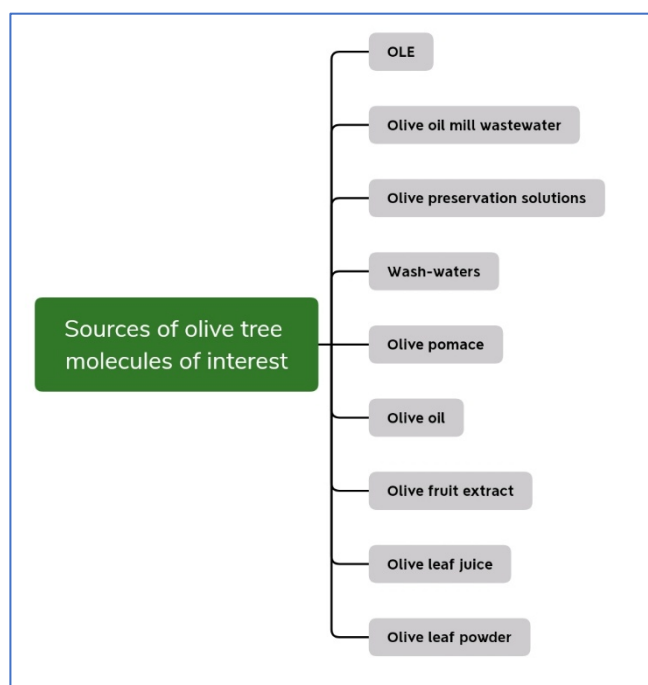 OLE
Olive oil mill wastewater
Olive preservation solutions
Wash-waters
Sources of olive tree
molecules of interest
Olive pomace
Olive oil
Olive fruit extract
Olive leaf juice
Olive leaf powder